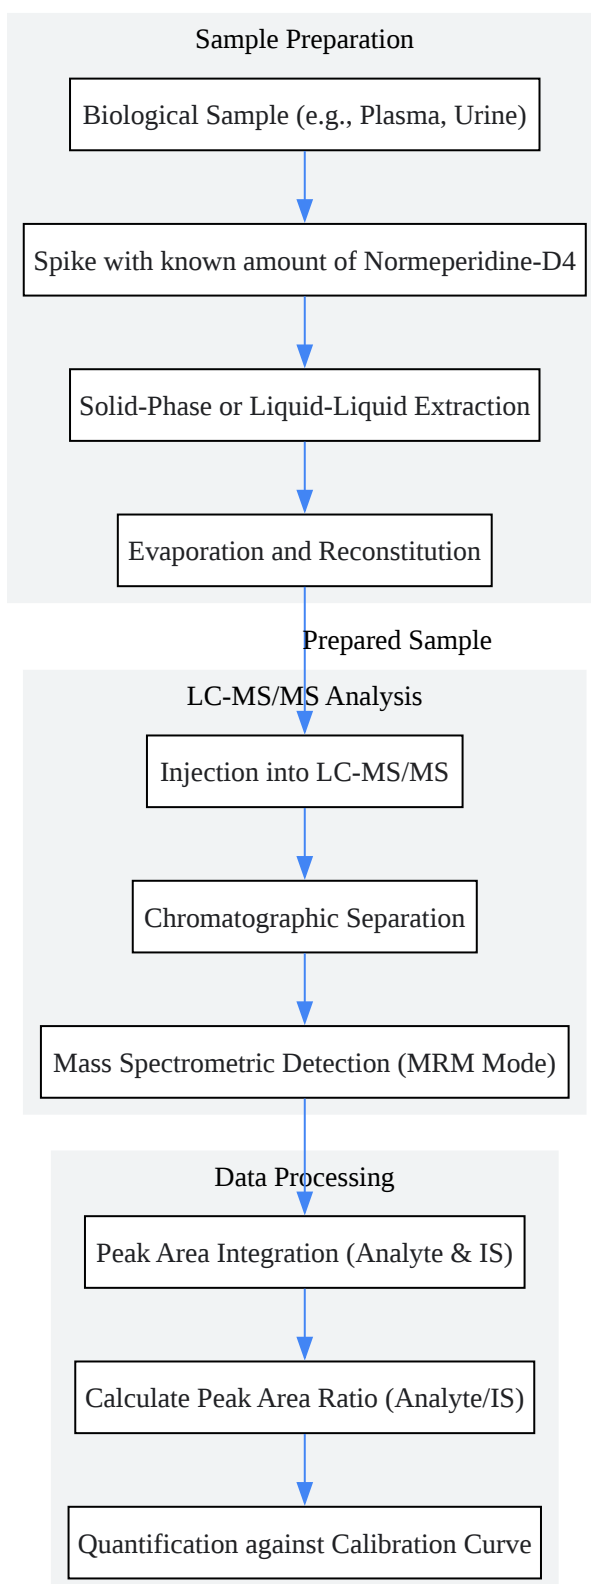 Sample Preparation
Biological Sample (e.g., Plasma, Urine)
Spike with known amount of Normeperidine-D4
Solid-Phase or Liquid-Liquid Extraction
Evaporation and Reconstitution
Prepared Sample
LC-MS/MS Analysis
Injection into LC-MS/MS
Chromatographic Separation
Mass Spectrometric Detection (MRM Mode)
Data Processing
Peak Area Integration (Analyte & IS)
Calculate Peak Area Ratio (Analyte/IS)
Quantification against Calibration Curve